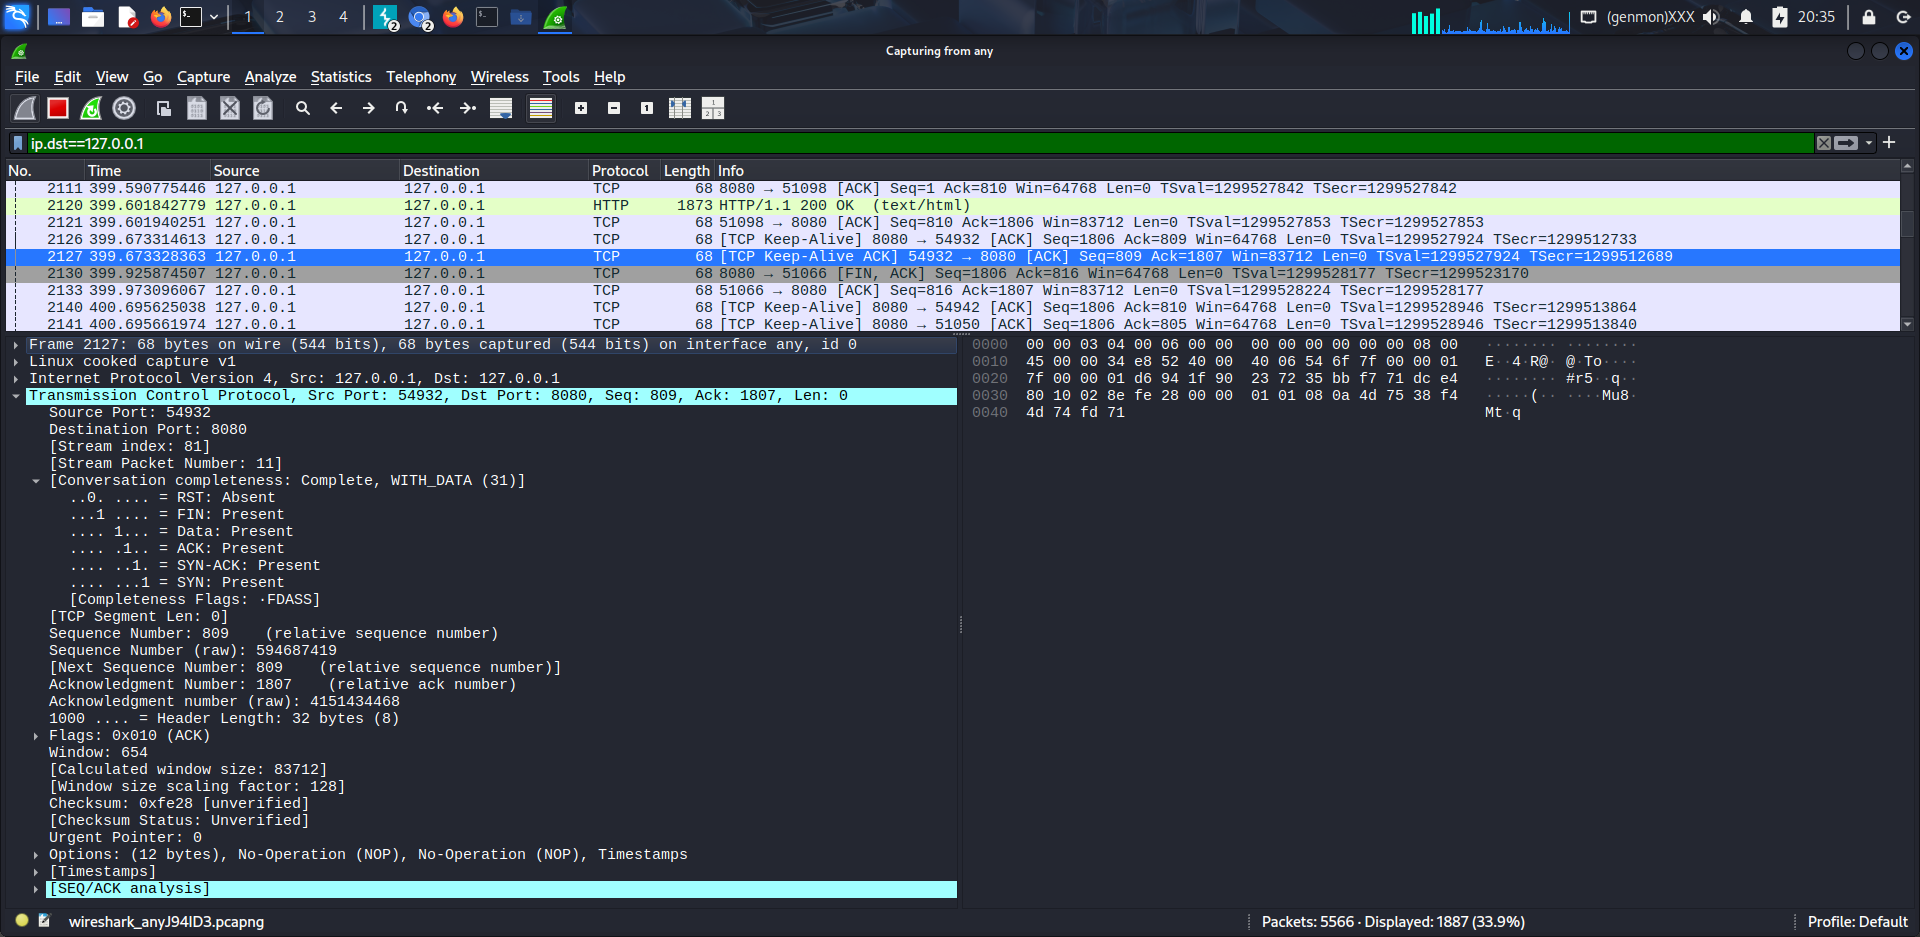 1 2 3 4 2 2 (genmon)XXX 20:35
Capturing from any
File Edit View Go Capture Analyze Statistics Telephony Wireless Tools Help
ip.dst==127.0.0.1
No. Time Source Destination Protocol Length Info
2111 399.590775446 127.0.0.1 127.0.0.1 TCP 68 8080 → 51098 [ACK] Seq=1 Ack=810 Win=64768 Len=0 TSval=1299527842 TSecr=1299527842
2120 399.601842779 127.0.0.1 127.0.0.1 HTTP 1873 HTTP/1.1 200 OK (text/html)
2121 399.601940251 127.0.0.1 127.0.0.1 TCP 68 51098 → 8080 [ACK] Seq=810 Ack=1806 Win=83712 Len=0 TSval=1299527853 TSecr=1299527853
2126 399.673314613 127.0.0.1 127.0.0.1 TCP 68 [TCP Keep-Alive] 8080 → 54932 [ACK] Seq=1806 Ack=809 Win=64768 Len=0 TSval=1299527924 TSecr=1299512733
2127 399.673328363 127.0.0.1 127.0.0.1 TCP 68 [TCP Keep-Alive ACK] 54932 → 8080 [ACK] Seq=809 Ack=1807 Win=83712 Len=0 TSval=1299527924 TSecr=1299512689
2130 399.925874507 127.0.0.1 127.0.0.1 TCP 68 8080 → 51066 [FIN, ACK] Seq=1806 Ack=816 Win=64768 Len=0 TSval=1299528177 TSecr=1299523170
2133 399.973096067 127.0.0.1 127.0.0.1 TCP 68 51066 → 8080 [ACK] Seq=816 Ack=1807 Win=83712 Len=0 TSval=1299528224 TSecr=1299528177
2140 400.695625038 127.0.0.1 127.0.0.1 TCP 68 [TCP Keep-Alive] 8080 → 54942 [ACK] Seq=1806 Ack=810 Win=64768 Len=0 TSval=1299528946 TSecr=1299513864
2141 400.695661974 127.0.0.1 127.0.0.1 TCP 68 [TCP Keep-Alive] 8080 → 51050 [ACK] Seq=1806 Ack=805 Win=64768 Len=0 TSval=1299528946 TSecr=1299513840
Frame 2127: 68 bytes on wire (544 bits), 68 bytes captured (544 bits) on interface any, id 0
Linux cooked capture v1
Internet Protocol Version 4, Src: 127.0.0.1, Dst: 127.0.0.1
Transmission Control Protocol, Src Port: 54932, Dst Port: 8080, Seq: 809, Ack: 1807, Len: 0
Source Port: 54932
Destination Port: 8080
[Stream index: 81]
[Stream Packet Number: 11]
[Conversation completeness: Complete, WITH_DATA (31)]
..0. .... = RST: Absent
...1 .... = FIN: Present
.... 1... = Data: Present
.... .1.. = ACK: Present
.... ..1. = SYN-ACK: Present
.... ...1 = SYN: Present
[Completeness Flags: ·FDASS]
[TCP Segment Len: 0]
Sequence Number: 809 (relative sequence number)
Sequence Number (raw): 594687419
[Next Sequence Number: 809 (relative sequence number)]
Acknowledgment Number: 1807 (relative ack number)
Acknowledgment number (raw): 4151434468
1000 .... = Header Length: 32 bytes (8)
Flags: 0x010 (ACK)
Window: 654
[Calculated window size: 83712]
[Window size scaling factor: 128]
Checksum: 0xfe28 [unverified]
[Checksum Status: Unverified]
Urgent Pointer: 0
Options: (12 bytes), No-Operation (NOP), No-Operation (NOP), Timestamps
[Timestamps]
[SEQ/ACK analysis]
0000 00 00 03 04 00 06 00 00 00 00 00 00 00 00 08 00 ········ ········
0010 45 00 00 34 e8 52 40 00 40 06 54 6f 7f 00 00 01 E··4·R@· @·To····
0020 7f 00 00 01 d6 94 1f 90 23 72 35 bb f7 71 dc e4 ········ #r5··q··
0030 80 10 02 8e fe 28 00 00 01 01 08 0a 4d 75 38 f4 ·····(·· ····Mu8·
0040 4d 74 fd 71 Mt·q
wireshark_anyJ94ID3.pcapng Packets: 5566 · Displayed: 1887 (33.9%) Profile: Default